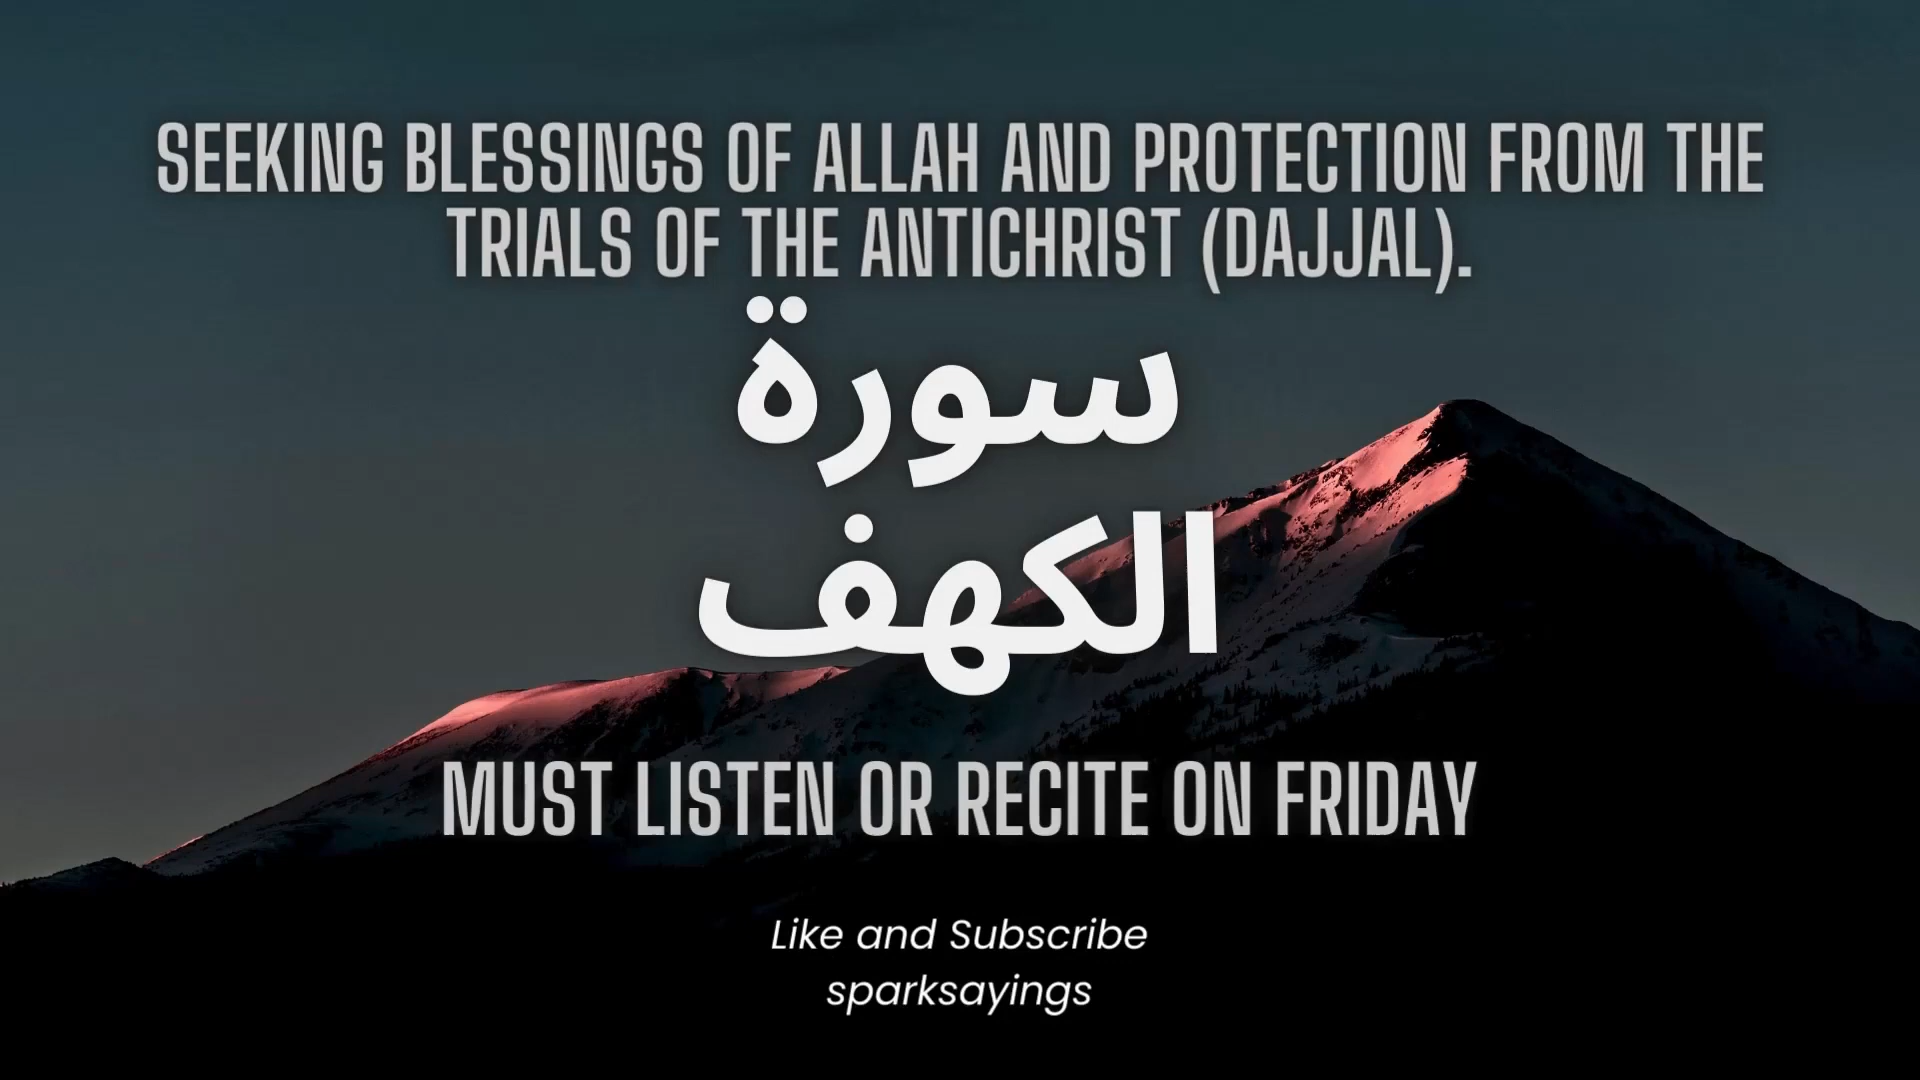 SEEKING BLESSINGS OF ALLAH AND PROTECTION FROM THE
TRIALS OF THE ANTICHRIST (DAJJAL).
سورة
الكهف
MUST LISTEN OR RECITE ON FRIDAY
Like and Subscribe
sparksayings